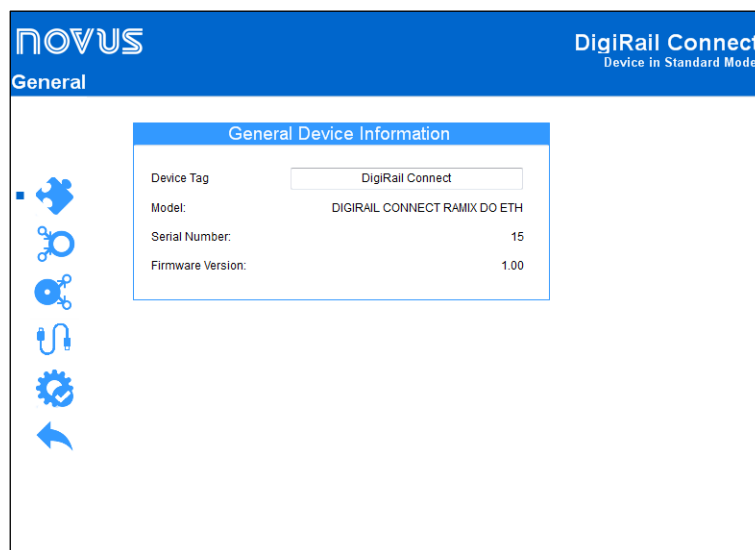 NOVUS
DigiRail Connect
Device in Standard Mode
General
General Device Information
Device Tag DigiRail Connect
Model: DIGIRAIL CONNECT RAMIX DO ETH
Serial Number: 15
Firmware Version: 1.00